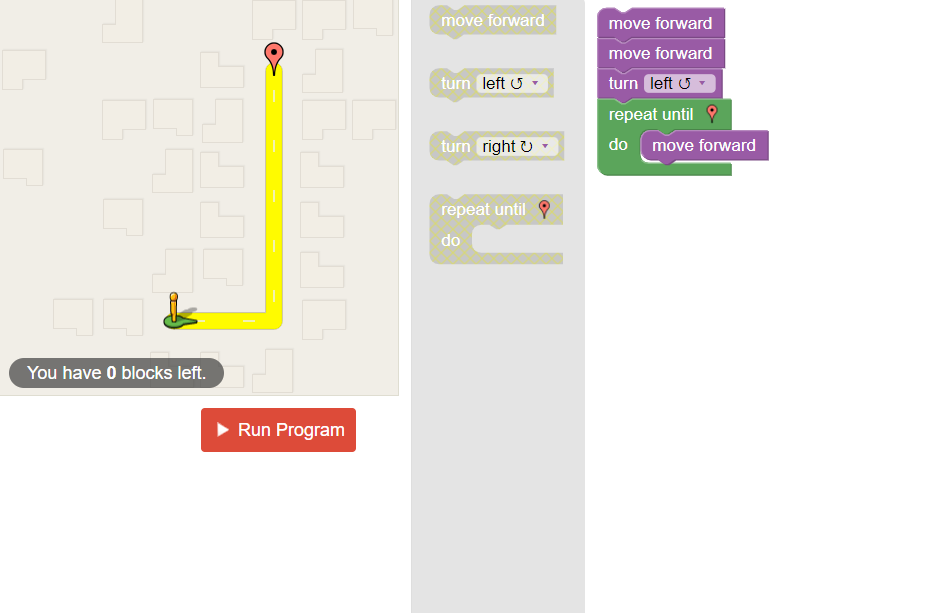 You have 0 blocks left.
Run Program
move forward
turn left ↺
turn right ↻
repeat until
do
move forward
move forward
turn left ↺
repeat until
do move forward